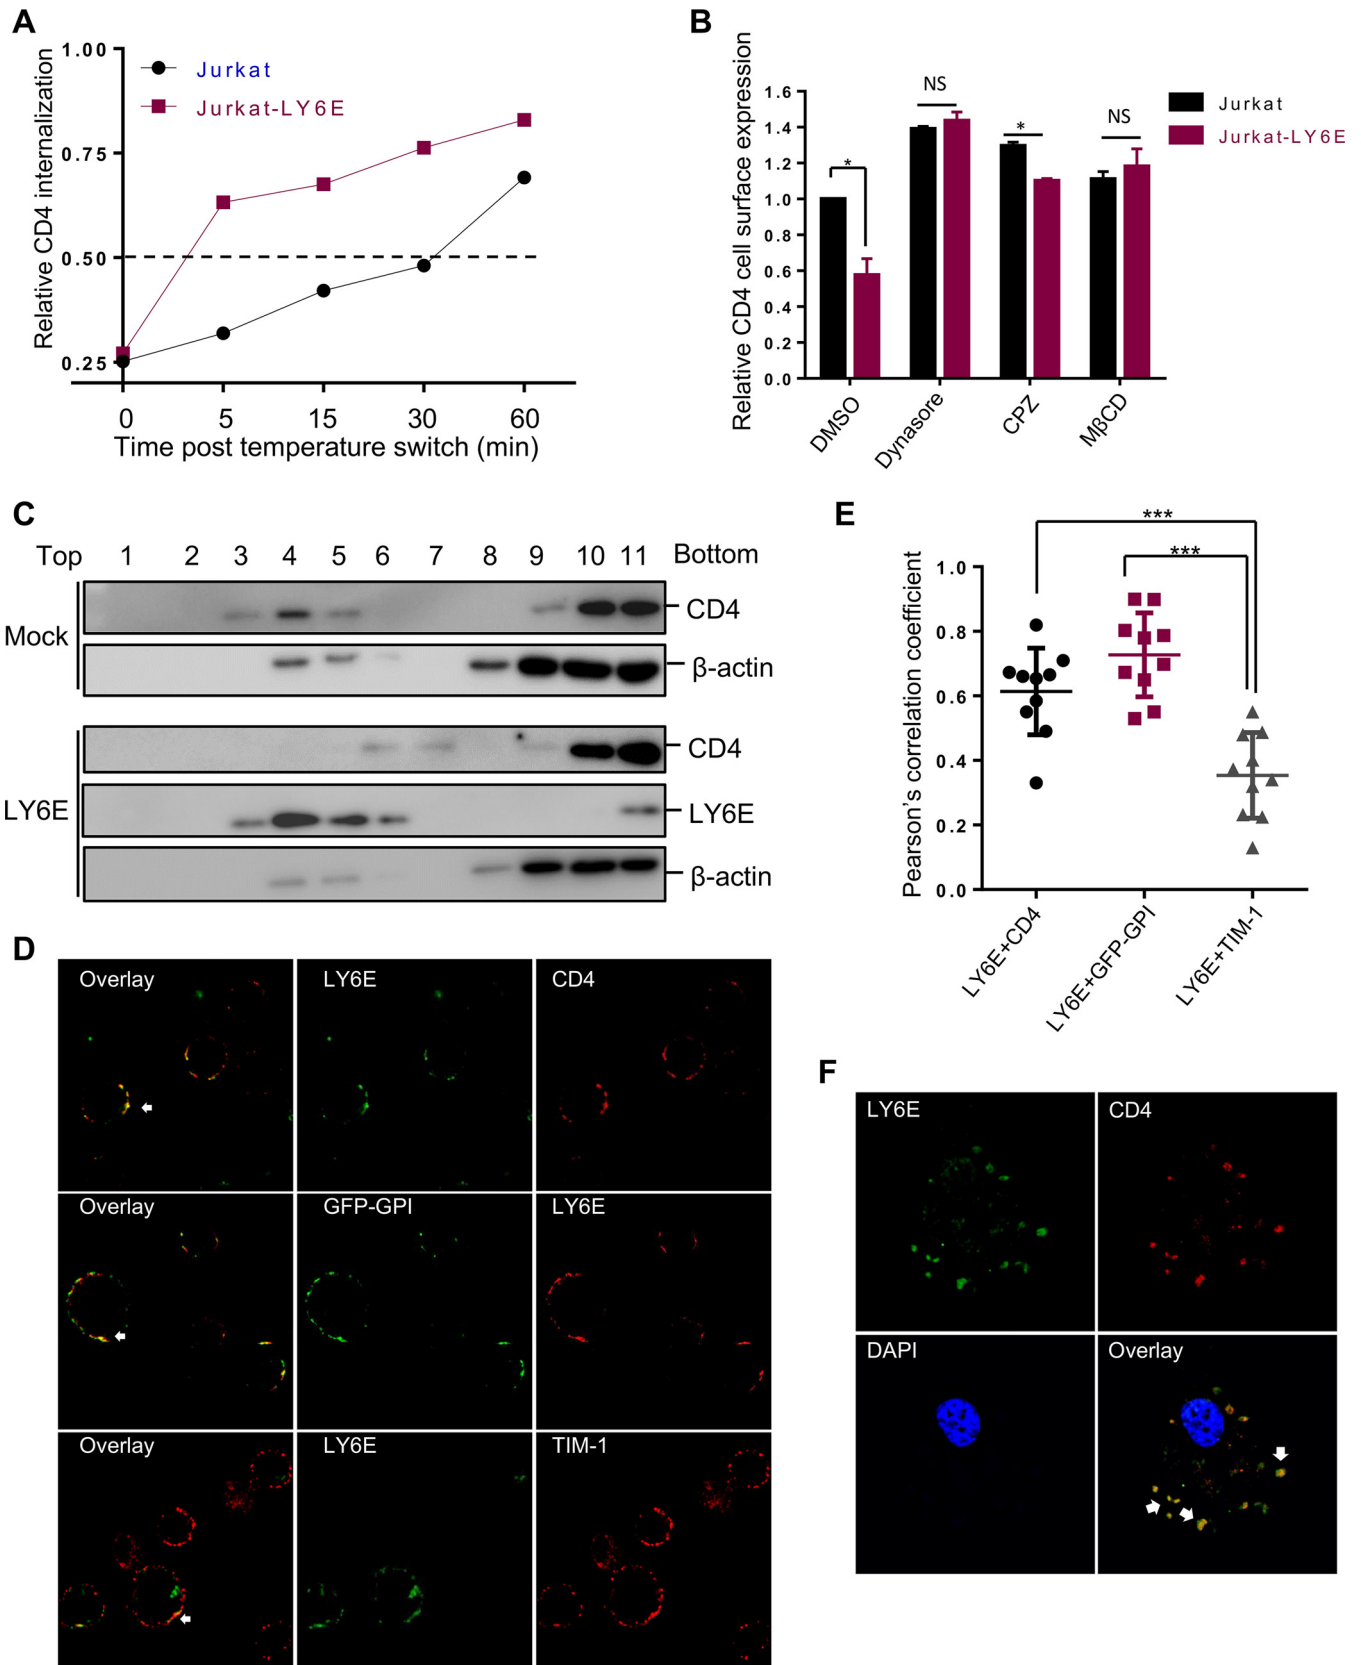 A
Relative CD4 internalization
1.00
0.75
0.50
0.25
Jurkat
Jurkat-LY6E
0 5 15 30 60
Time post temperature switch (min)
B
Relative CD4 cell surface expression
1.6
1.4
1.2
1.0
0.8
0.6
0.4
0.2
0.0
*
NS
*
NS
Jurkat
Jurkat-LY6E
DMSO
Dynasore
CPZ
MβCD
C
Top 1 2 3 4 5 6 7 8 9 10 11 Bottom
Mock
CD4
β-actin
LY6E
CD4
LY6E
β-actin
E
Pearson's correlation coefficient
1.0
0.8
0.6
0.4
0.2
0.0
***
***
LY6E+CD4
LY6E+GFP-GPI
LY6E+TIM-1
D
Overlay LY6E CD4
Overlay GFP-GPI LY6E
Overlay LY6E TIM-1
F
LY6E CD4
DAPI Overlay